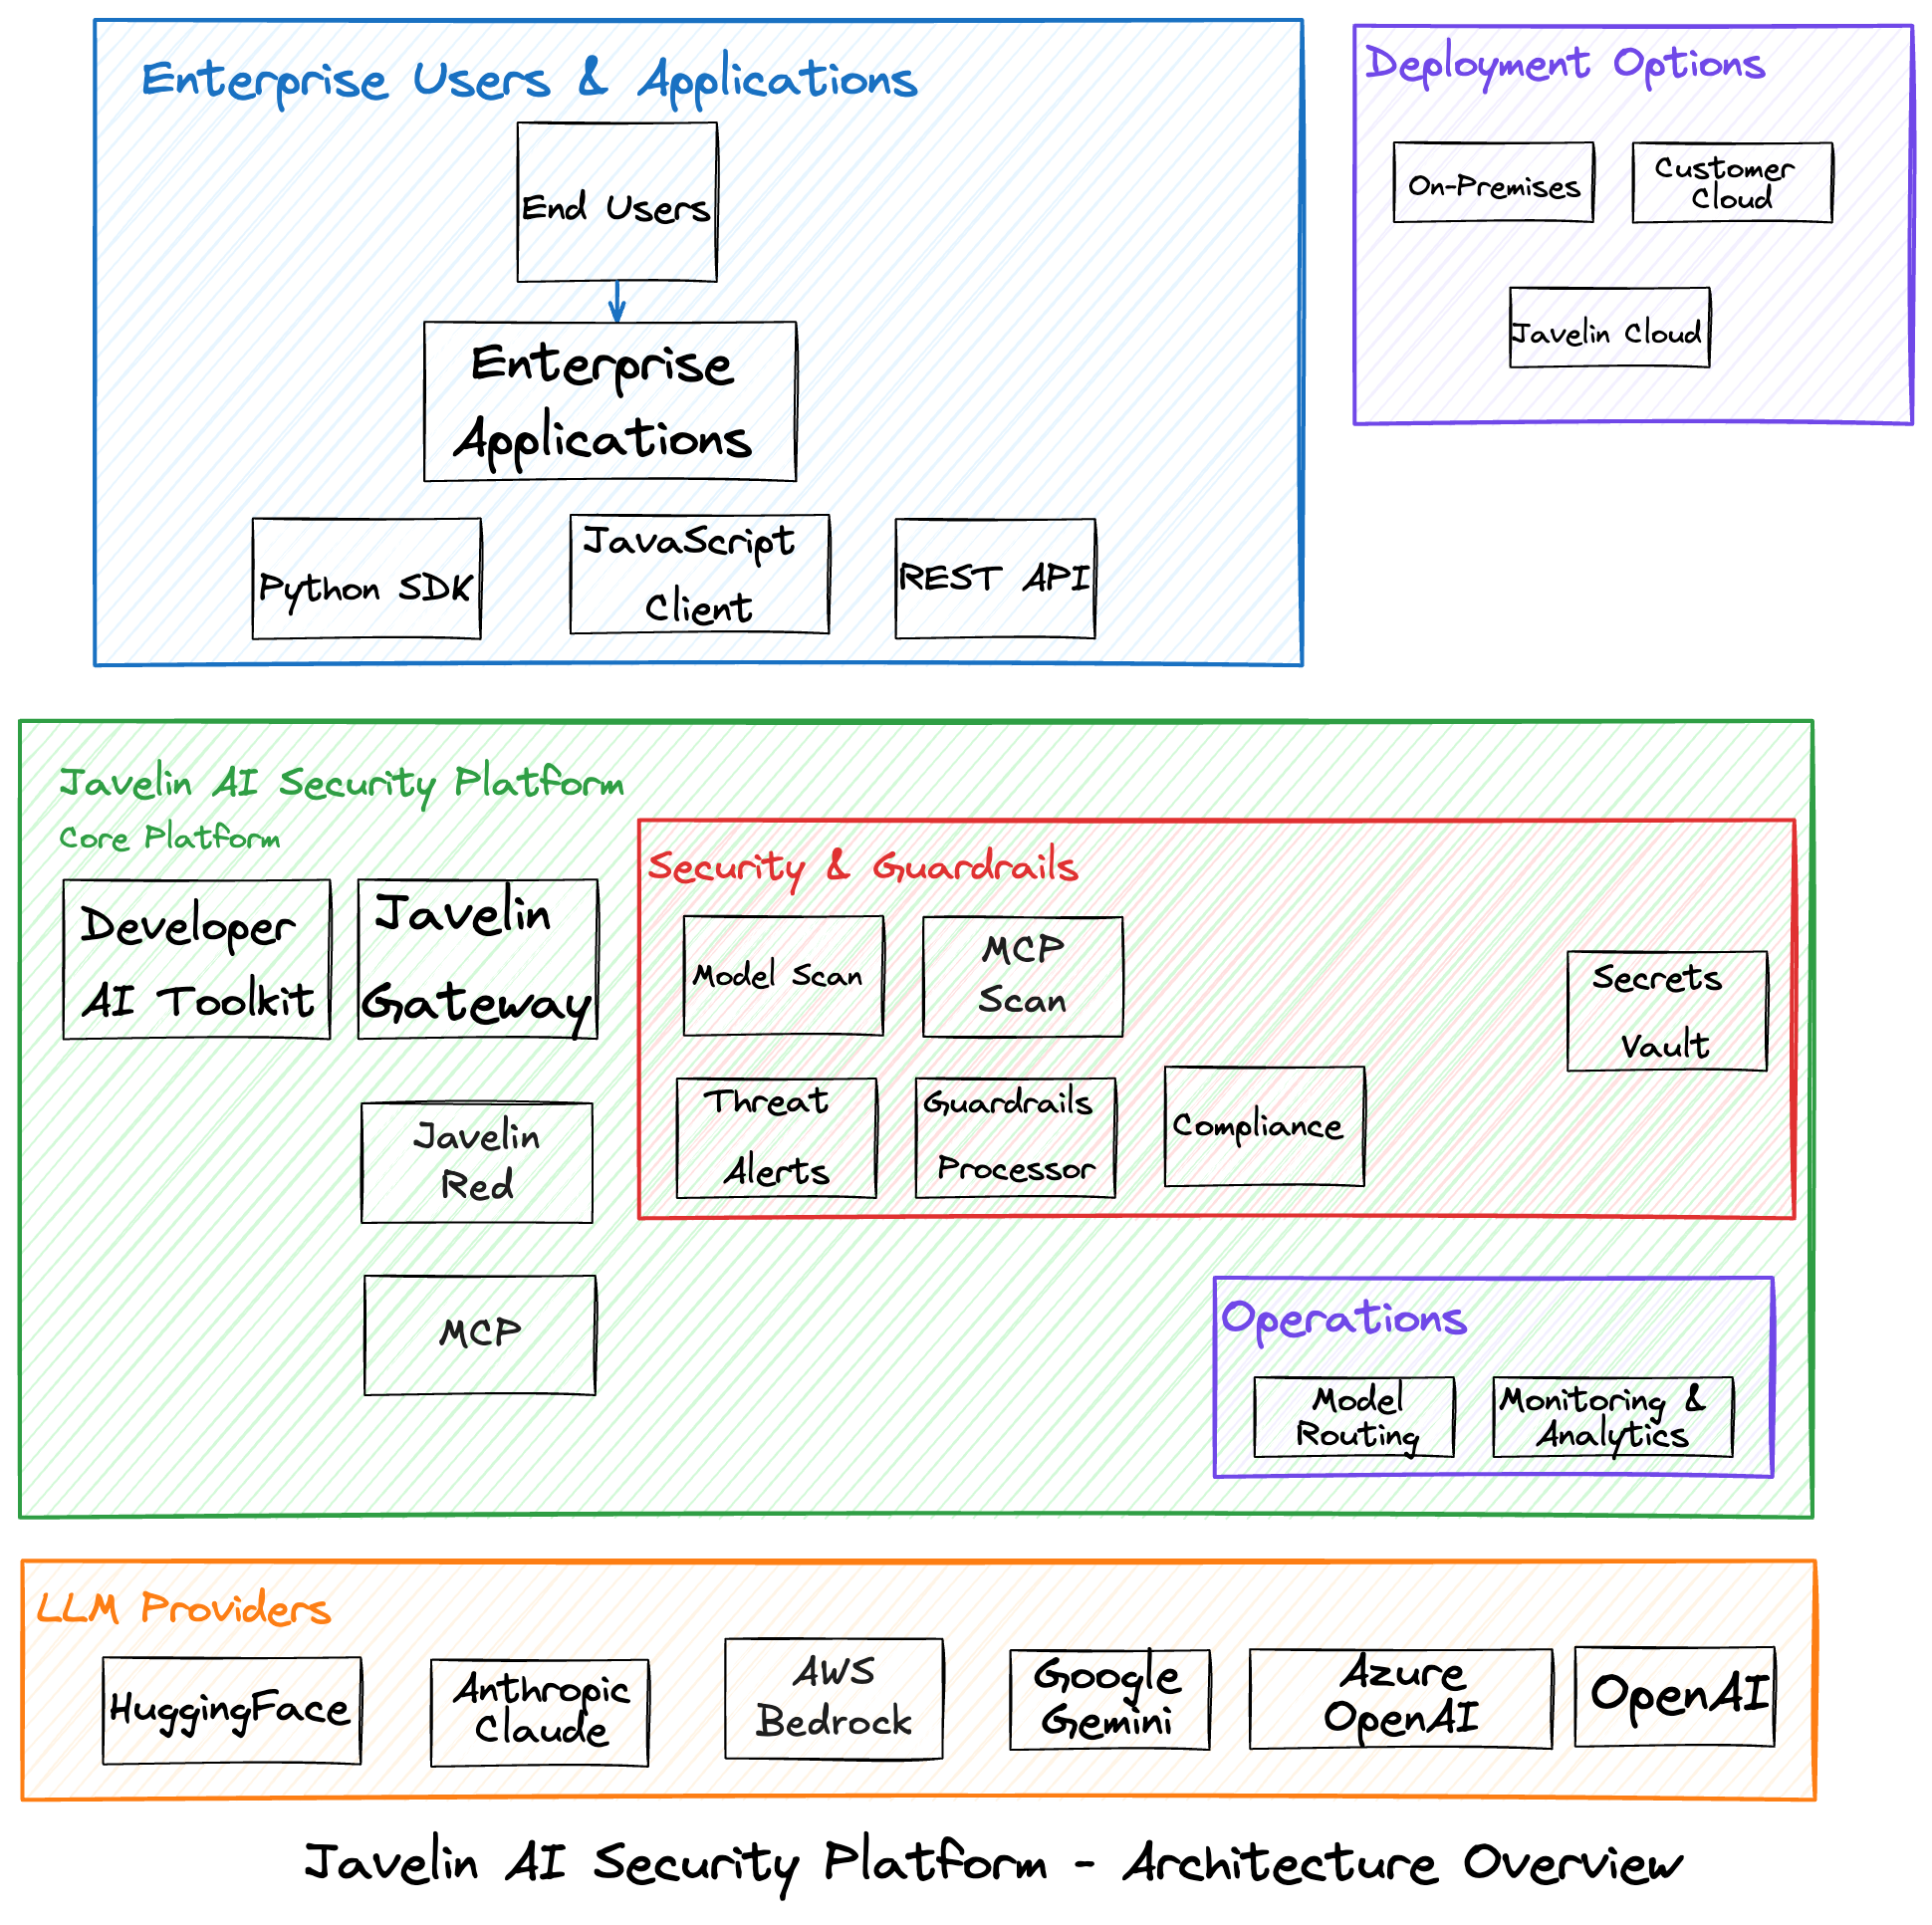 Enterprise Users & Applications
End Users
Enterprise
Applications
Python SDK
JavaScript
Client
REST API
Deployment Options
On-Premises
Customer
Cloud
Javelin Cloud
Javelin AI Security Platform
Core Platform
Developer
AI Toolkit
Javelin
Gateway
Javelin
Red
MCP
Security & Guardrails
Model Scan
MCP
Scan
Secrets
Vault
Threat
Alerts
Guardrails
Processor
Compliance
Operations
Model
Routing
Monitoring &
Analytics
LLM Providers
HuggingFace
Anthropic
Claude
AWS
Bedrock
Google
Gemini
Azure
OpenAI
OpenAI
Javelin AI Security Platform - Architecture Overview